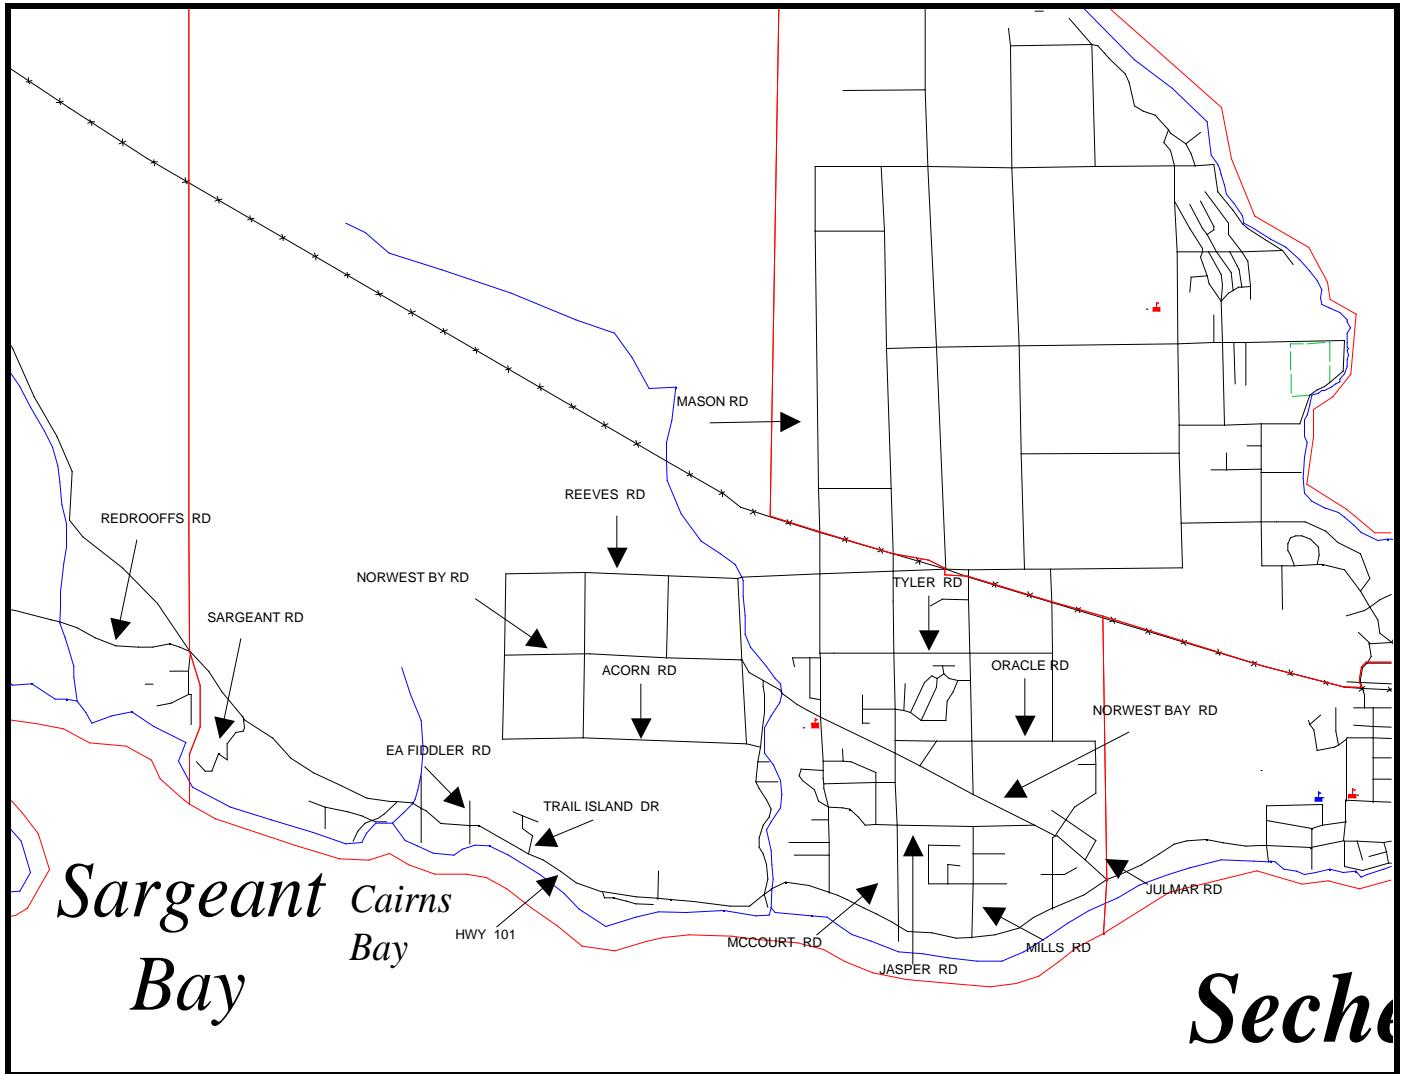 MASON RD
REEVES  RD
REDROOFFS  RD
NORWEST BY RD
TYLER  RD
SARGEANT RD
ACORN  RD
ORACLE RD
NORWEST BAY  RD
EA FIDDLER  RD
TRAIL ISLAND  DR
Sargeant
Bay
Cairns
Bay
HWY  101
MCCOURT  RD
JASPER  RD
MILLS  RD
JULMAR RD
Seche